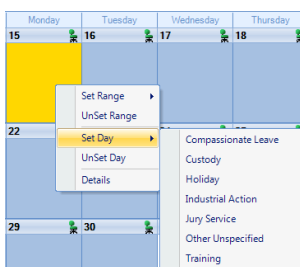 Monday Tuesday Wednesday Thursday
15 16 17 18
Set Range
UnSet Range
22 Set Day
Compassionate Leave
UnSet Day
Custody
Details
Holiday
Industrial Action
Jury Service
29 30
Other Unspecified
Training